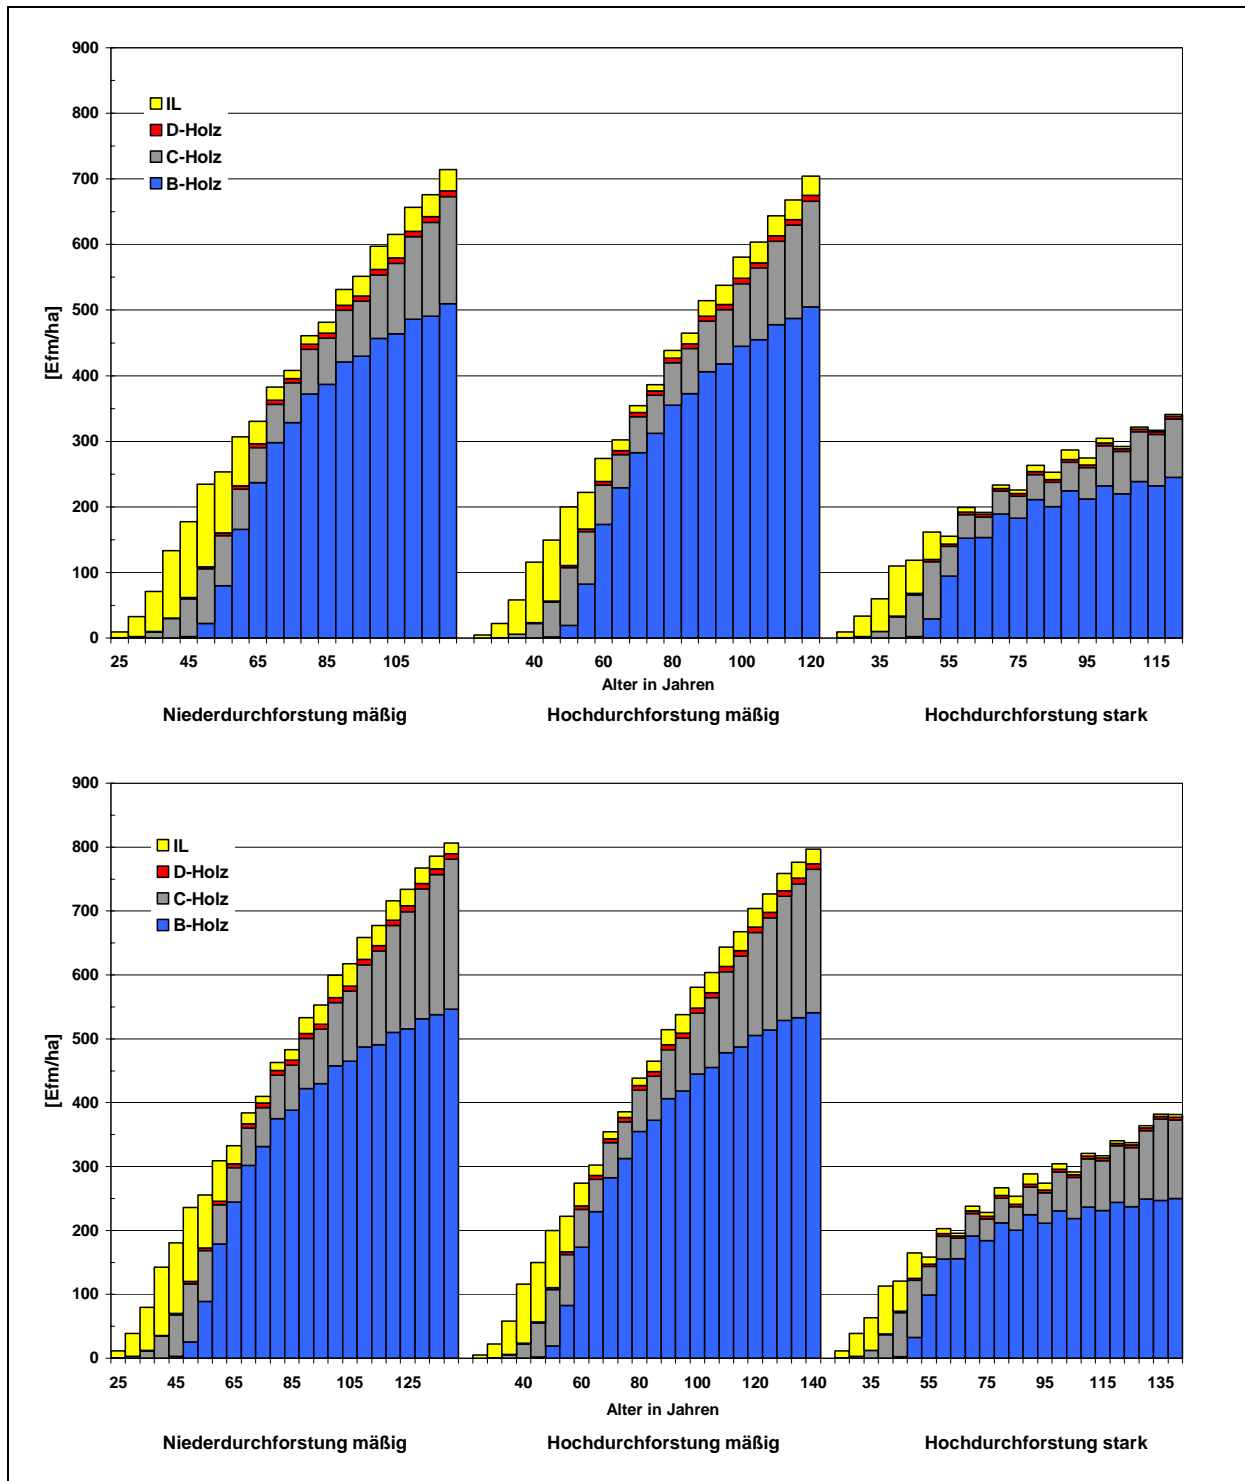 900
800
700
600
500
400
300
200
100
0
[Efm/ha]
IL
D-Holz
C-Holz
B-Holz
25 45 65 85 105 40 60 80 100 120 35 55 75 95 115
Alter in Jahren
Niederdurchforstung mäßig Hochdurchforstung mäßig Hochdurchforstung stark
900
800
700
600
500
400
300
200
100
0
[Efm/ha]
IL
D-Holz
C-Holz
B-Holz
25 45 65 85 105 125 40 60 80 100 120 140 35 55 75 95 115 135
Alter in Jahren
Niederdurchforstung mäßig Hochdurchforstung mäßig Hochdurchforstung stark